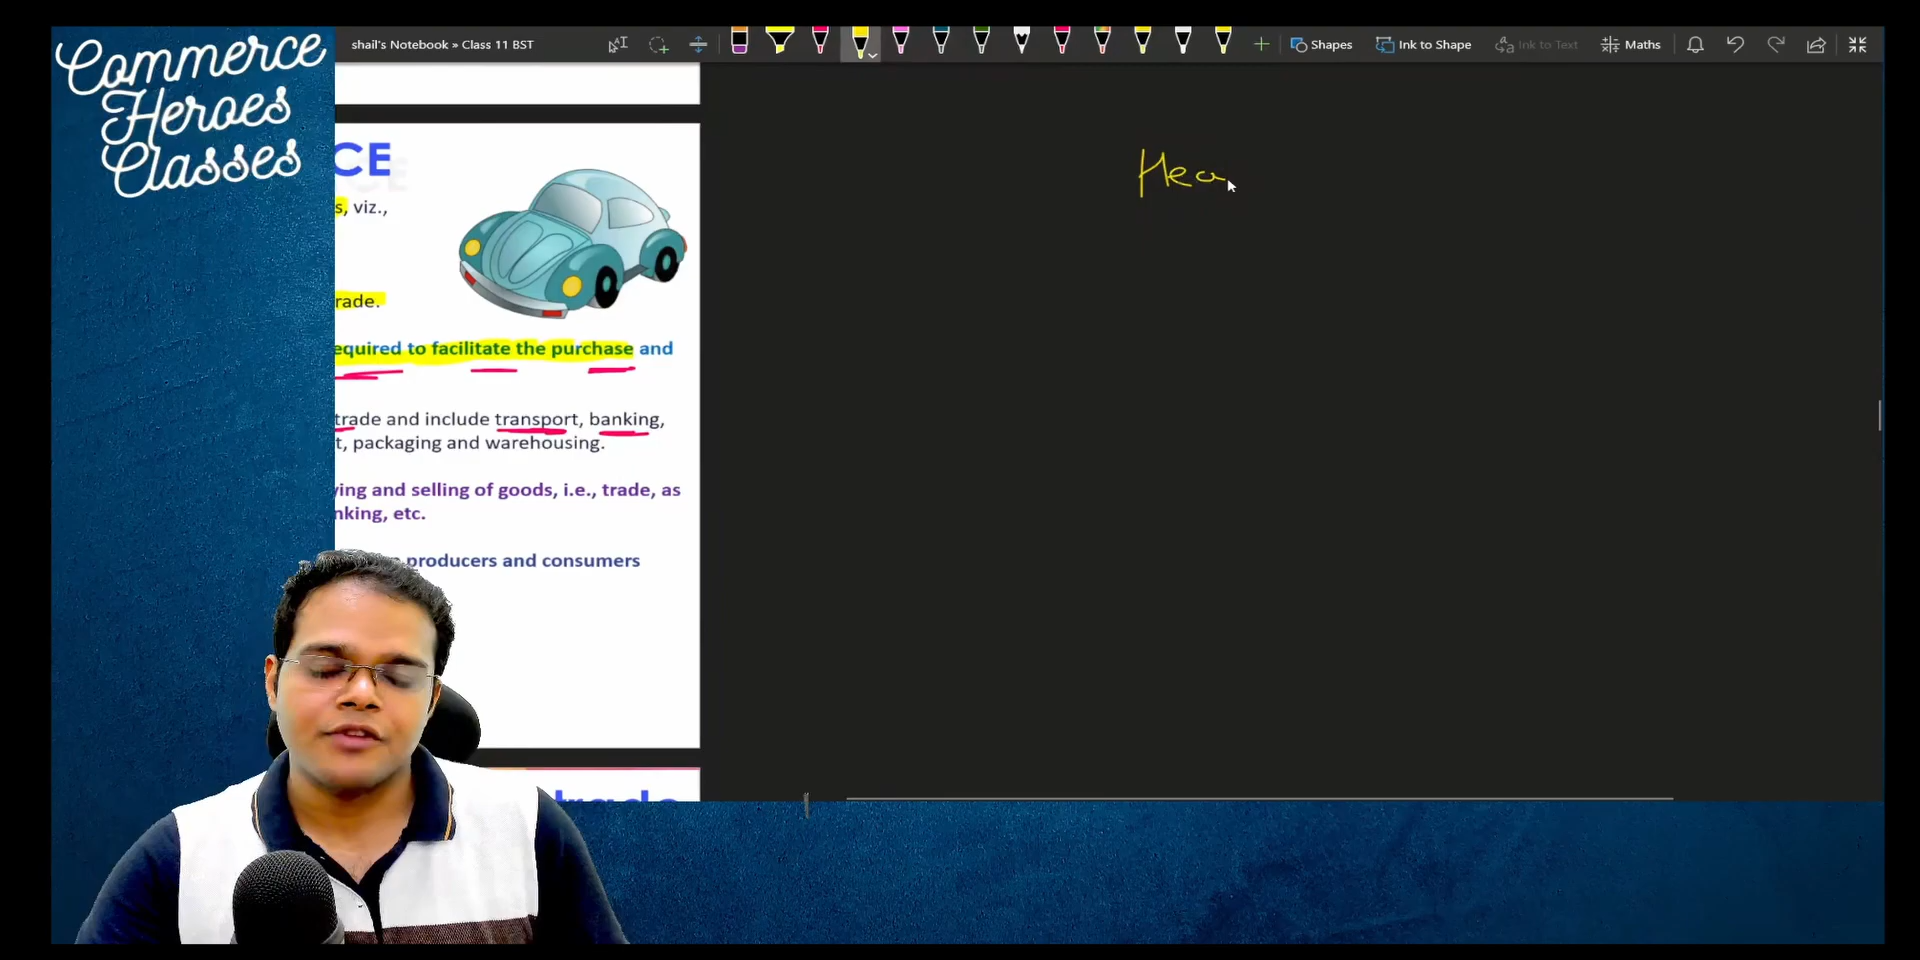 Commerce
Heroes
Classes
shail's Notebook » Class 11 BST
Shapes
Ink to Shape
Ink to Text
Maths
CE
s, viz.,
rade.
equired to facilitate the purchase and
trade and include transport, banking,
t, packaging and warehousing.
ying and selling of goods, i.e., trade, as
nking, etc.
producers and consumers
trade
Hea